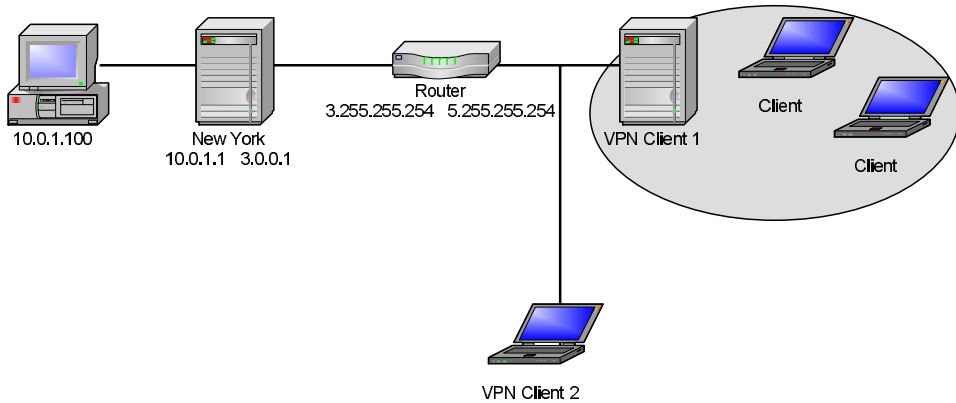 10.0.1.100
New York
10.0.1.1 3.0.0.1
Router
3.255.255.254 5.255.255.254
VPN Client 1
Client
Client
VPN Client 2